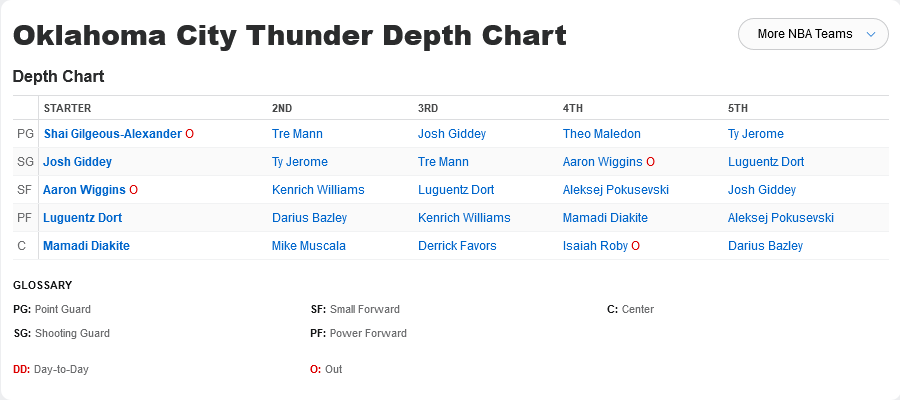 Oklahoma City Thunder Depth Chart
More NBA Teams
Depth Chart
STARTER 2ND 3RD 4TH 5TH
PG Shai Gilgeous-Alexander O Tre Mann Josh Giddey Theo Maledon Ty Jerome
SG Josh Giddey Ty Jerome Tre Mann Aaron Wiggins O Luguentz Dort
SF Aaron Wiggins O Kenrich Williams Luguentz Dort Aleksej Pokusevski Josh Giddey
PF Luguentz Dort Darius Bazley Kenrich Williams Mamadi Diakite Aleksej Pokusevski
C Mamadi Diakite Mike Muscala Derrick Favors Isaiah Roby O Darius Bazley
GLOSSARY
PG: Point Guard SF: Small Forward C: Center
SG: Shooting Guard PF: Power Forward
DD: Day-to-Day O: Out